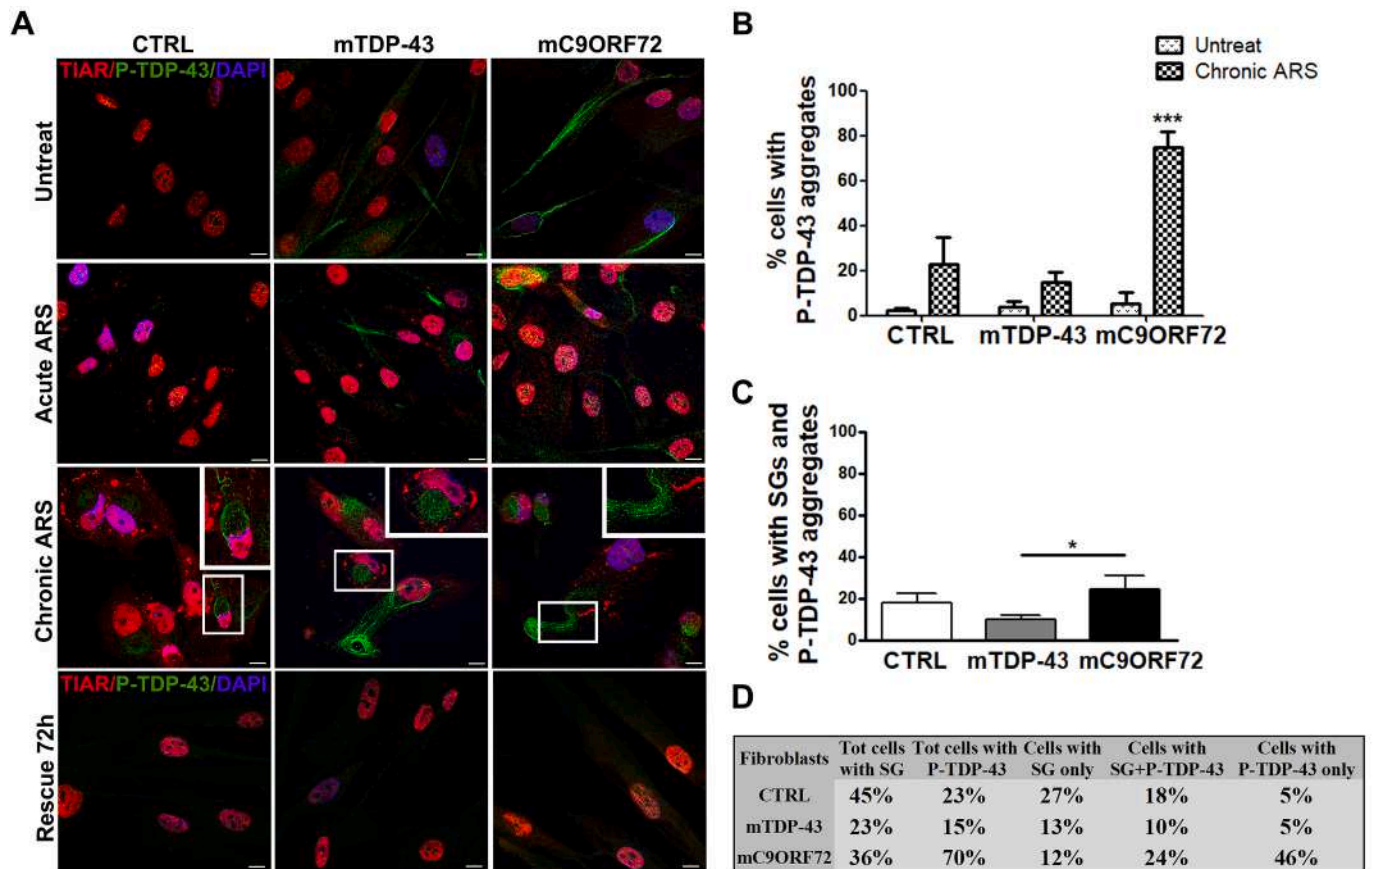 A
CTRL
mTDP-43
mC9ORF72
Untreat
TIAR/P-TDP-43/DAPI
Acute ARS
Chronic ARS
Rescue 72h
TIAR/P-TDP-43/DAPI
B
Untreat
Chronic ARS
% cells with
P-TDP-43 aggregates
100
80
60
40
20
0
***
CTRL mTDP-43 mC9ORF72
C
% cells with SGs and
P-TDP-43 aggregates
100
80
60
40
20
0
*
CTRL mTDP-43 mC9ORF72
D
Fibroblasts Tot cells with SG Tot cells with P-TDP-43 Cells with SG only Cells with SG+P-TDP-43 Cells with P-TDP-43 only
CTRL 45% 23% 27% 18% 5%
mTDP-43 23% 15% 13% 10% 5%
mC9ORF72 36% 70% 12% 24% 46%